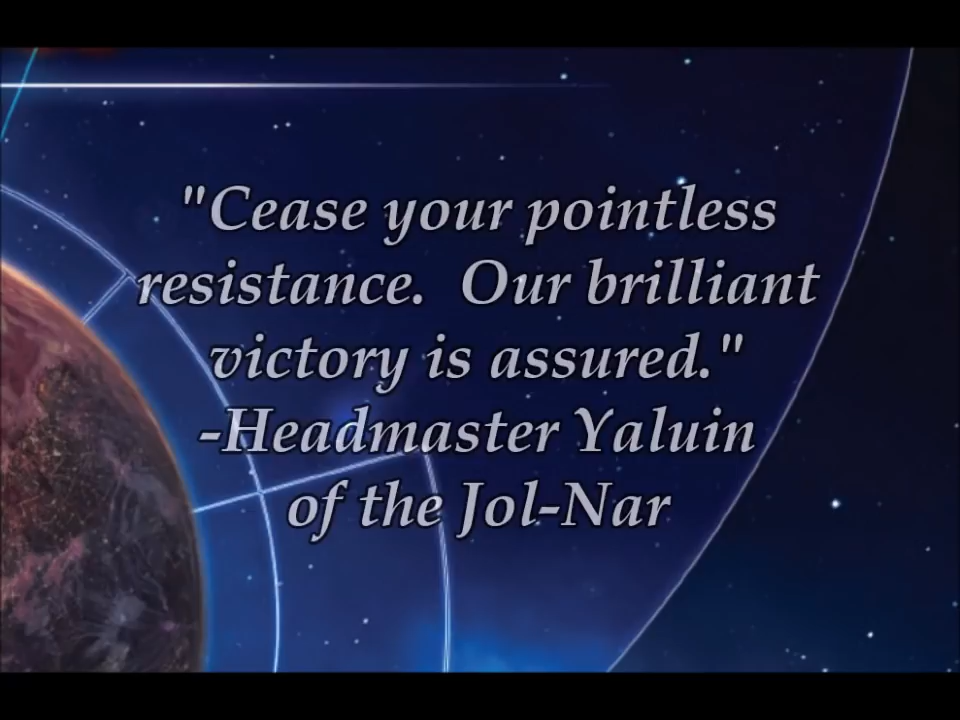 "Cease your pointless
resistance.  Our brilliant
victory is assured."
-Headmaster Yaluin
of the Jol-Nar